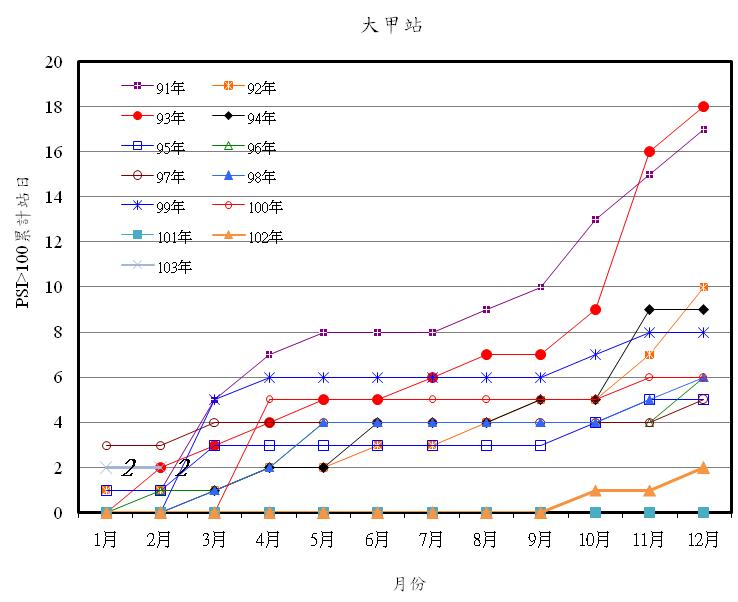 大甲站
20
18
16
14
12
10
8
6
4
2
0
PSI>100累計站日
91年 92年
93年 94年
95年 96年
97年 98年
99年 100年
101年 102年
103年
2 2
1月 2月 3月 4月 5月 6月 7月 8月 9月 10月 11月 12月
月份